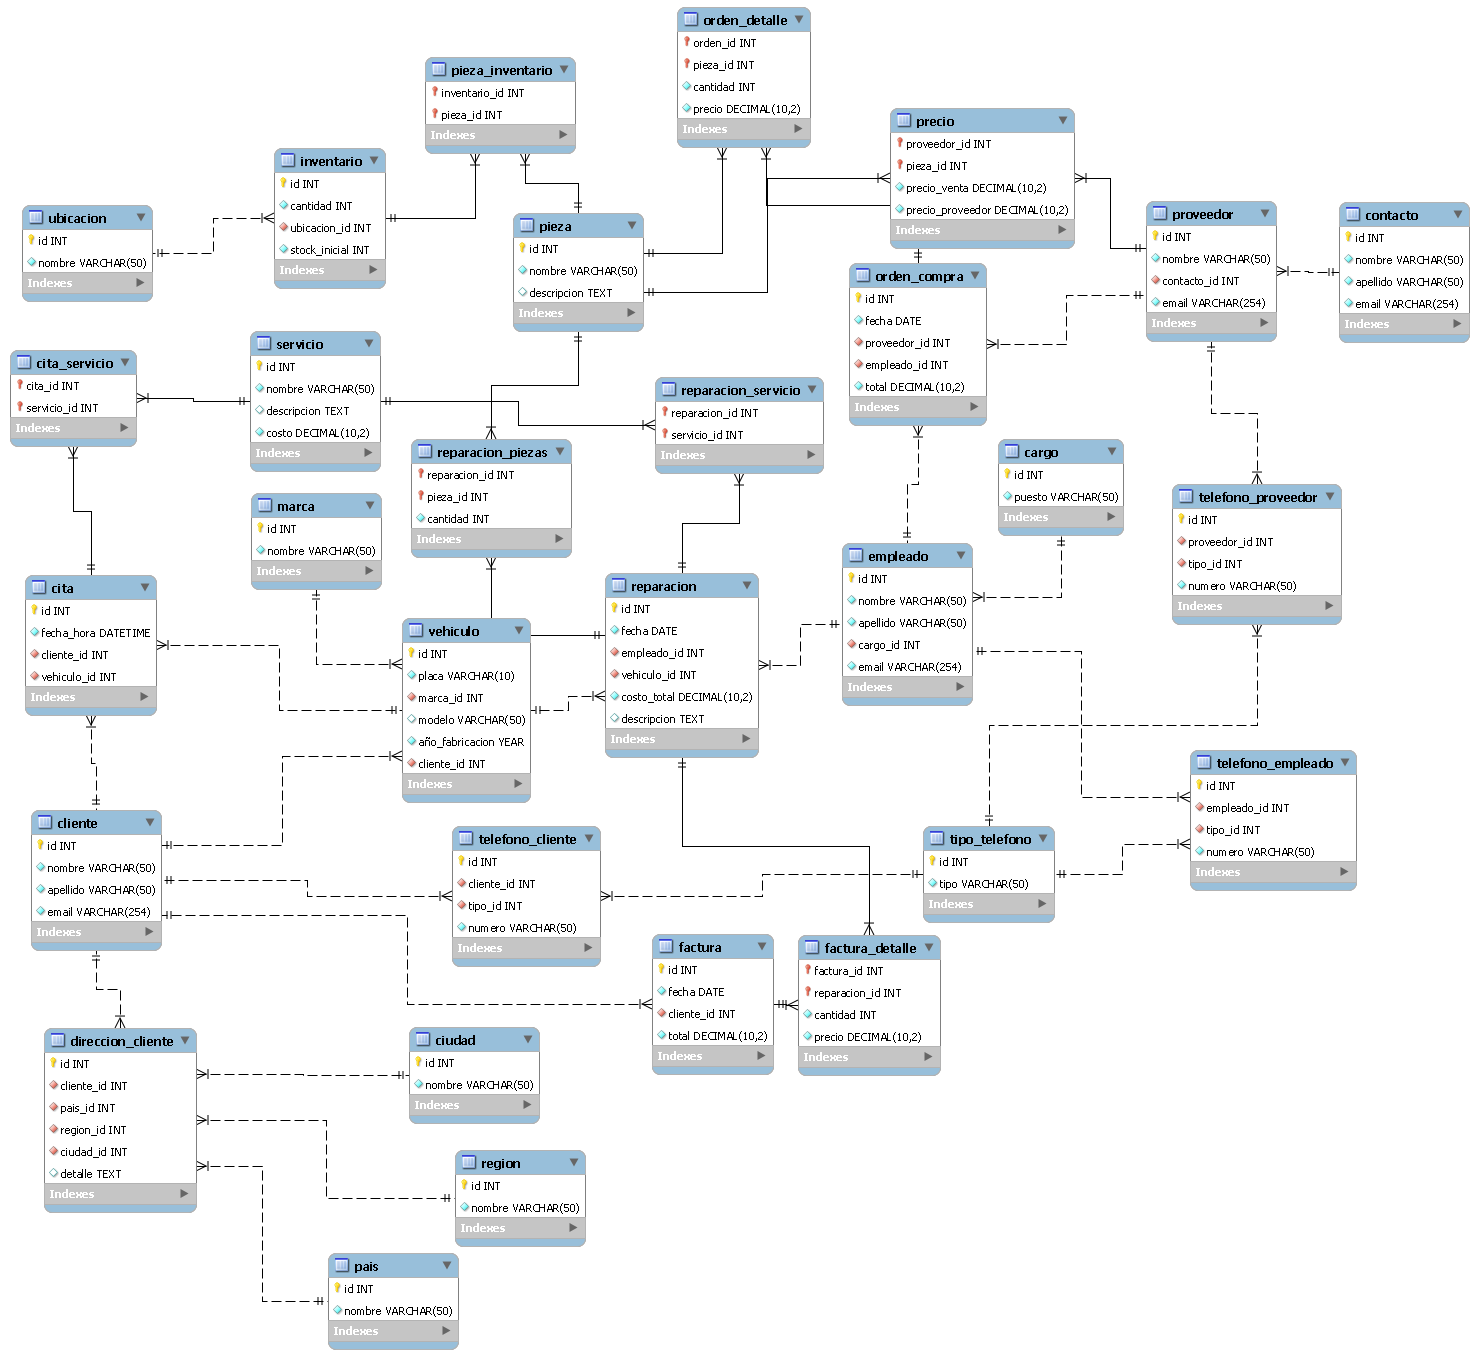 orden_detalle
orden_id INT
pieza_id INT
cantidad INT
precio DECIMAL(10,2)
Indexes
pieza_inventario
inventario_id INT
pieza_id INT
Indexes
precio
proveedor_id INT
pieza_id INT
precio_venta DECIMAL(10,2)
precio_proveedor DECIMAL(10,2)
Indexes
inventario
id INT
cantidad INT
ubicacion_id INT
stock_inicial INT
Indexes
ubicacion
id INT
nombre VARCHAR(50)
Indexes
pieza
id INT
nombre VARCHAR(50)
descripcion TEXT
Indexes
proveedor
id INT
nombre VARCHAR(50)
contacto_id INT
email VARCHAR(254)
Indexes
contacto
id INT
nombre VARCHAR(50)
apellido VARCHAR(50)
email VARCHAR(254)
Indexes
orden_compra
id INT
fecha DATE
proveedor_id INT
empleado_id INT
total DECIMAL(10,2)
Indexes
cita_servicio
cita_id INT
servicio_id INT
Indexes
servicio
id INT
nombre VARCHAR(50)
descripcion TEXT
costo DECIMAL(10,2)
Indexes
reparacion_servicio
reparacion_id INT
servicio_id INT
Indexes
reparacion_piezas
reparacion_id INT
pieza_id INT
cantidad INT
Indexes
cargo
id INT
puesto VARCHAR(50)
Indexes
telefono_proveedor
id INT
proveedor_id INT
tipo_id INT
numero VARCHAR(50)
Indexes
marca
id INT
nombre VARCHAR(50)
Indexes
empleado
id INT
nombre VARCHAR(50)
apellido VARCHAR(50)
cargo_id INT
email VARCHAR(254)
Indexes
cita
id INT
fecha_hora DATETIME
cliente_id INT
vehiculo_id INT
Indexes
reparacion
id INT
fecha DATE
empleado_id INT
vehiculo_id INT
costo_total DECIMAL(10,2)
descripcion TEXT
Indexes
vehiculo
id INT
placa VARCHAR(10)
marca_id INT
modelo VARCHAR(50)
año_fabricacion YEAR
cliente_id INT
Indexes
telefono_empleado
id INT
empleado_id INT
tipo_id INT
numero VARCHAR(50)
Indexes
cliente
id INT
nombre VARCHAR(50)
apellido VARCHAR(50)
email VARCHAR(254)
Indexes
telefono_cliente
id INT
cliente_id INT
tipo_id INT
numero VARCHAR(50)
Indexes
tipo_telefono
id INT
tipo VARCHAR(50)
Indexes
factura
id INT
fecha DATE
cliente_id INT
total DECIMAL(10,2)
Indexes
factura_detalle
factura_id INT
reparacion_id INT
cantidad INT
precio DECIMAL(10,2)
Indexes
direccion_cliente
id INT
cliente_id INT
pais_id INT
region_id INT
ciudad_id INT
detalle TEXT
Indexes
ciudad
id INT
nombre VARCHAR(50)
Indexes
region
id INT
nombre VARCHAR(50)
Indexes
pais
id INT
nombre VARCHAR(50)
Indexes